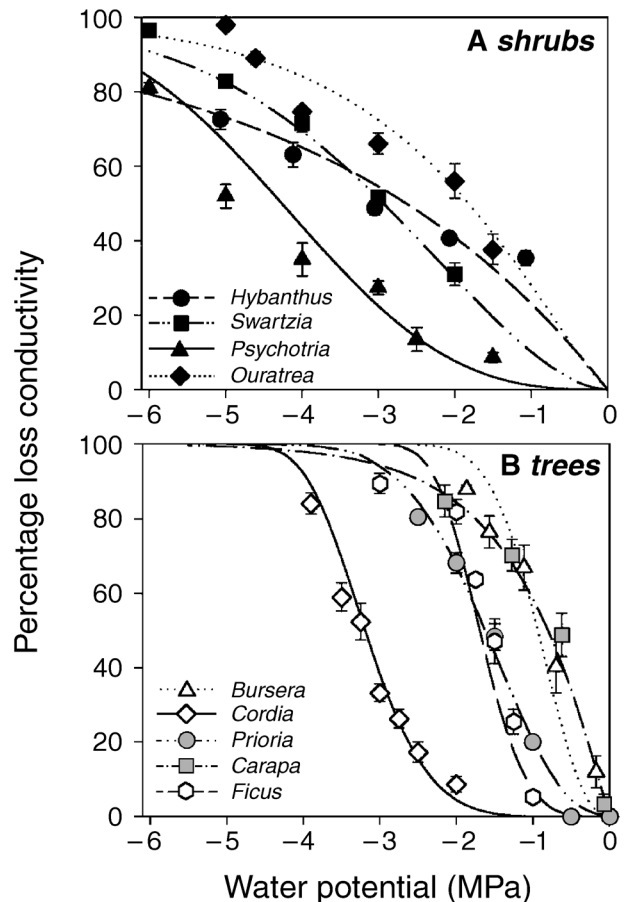 A shrubs
100
80
60
40
20
0
Hybanthus
Swartzia
Psychotria
Ouratrea
−6 −5 −4 −3 −2 −1 0
Percentage loss conductivity
B trees
100
80
60
40
20
0
Bursera
Cordia
Prioria
Carapa
Ficus
−6 −5 −4 −3 −2 −1 0
Water potential (MPa)